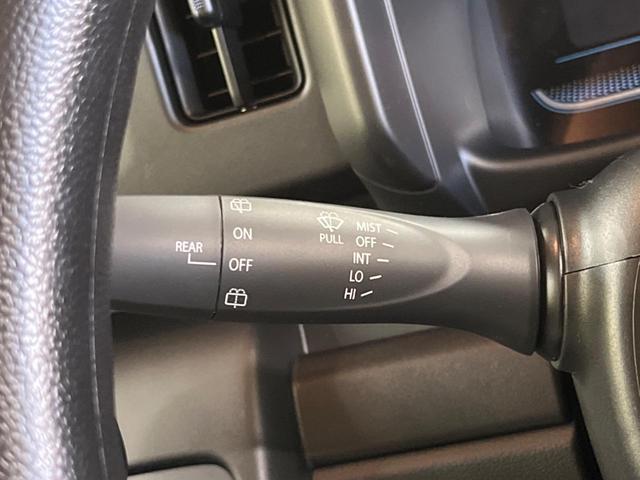 REAR
ON
OFF
PULL
MIST
OFF
INT
LO
HI